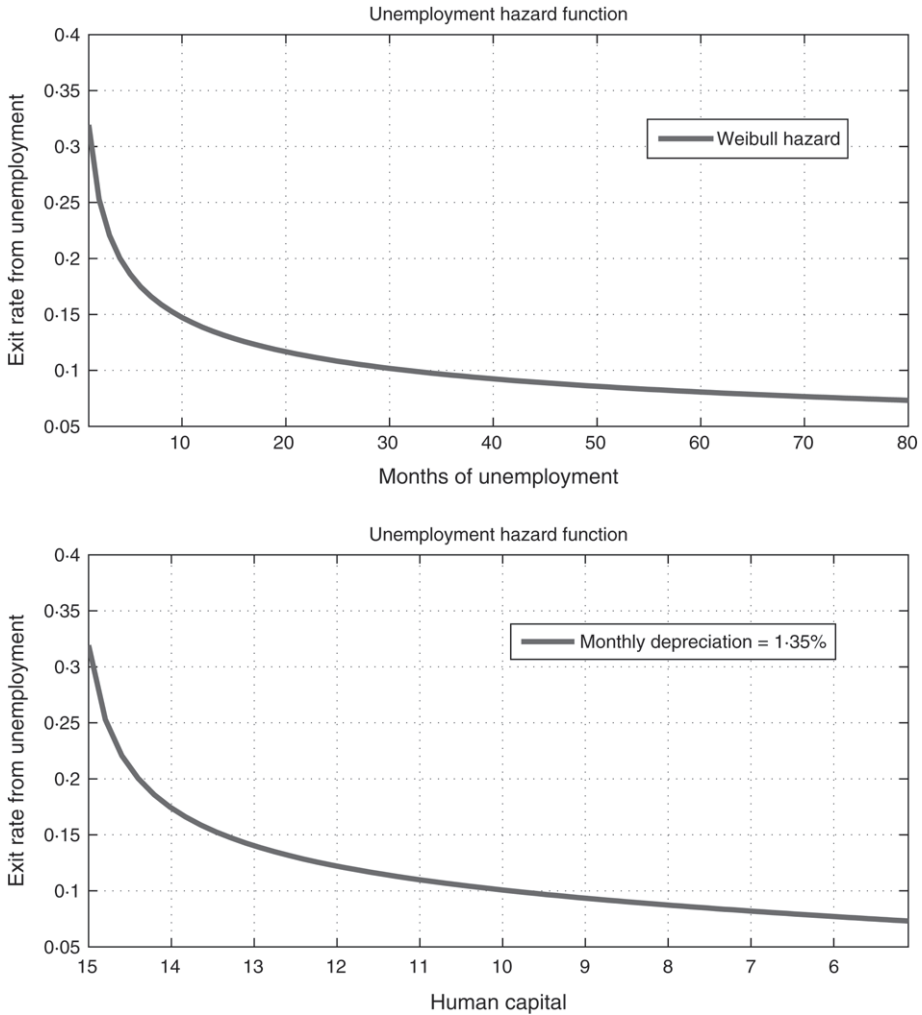 Unemployment hazard function
0·4
0·35
0·3
0·25
0·2
0·15
0·1
0·05
Exit rate from unemployment
Weibull hazard
10 20 30 40 50 60 70 80
Months of unemployment
Unemployment hazard function
0·4
0·35
0·3
0·25
0·2
0·15
0·1
0·05
Exit rate from unemployment
Monthly depreciation = 1·35%
15 14 13 12 11 10 9 8 7 6
Human capital